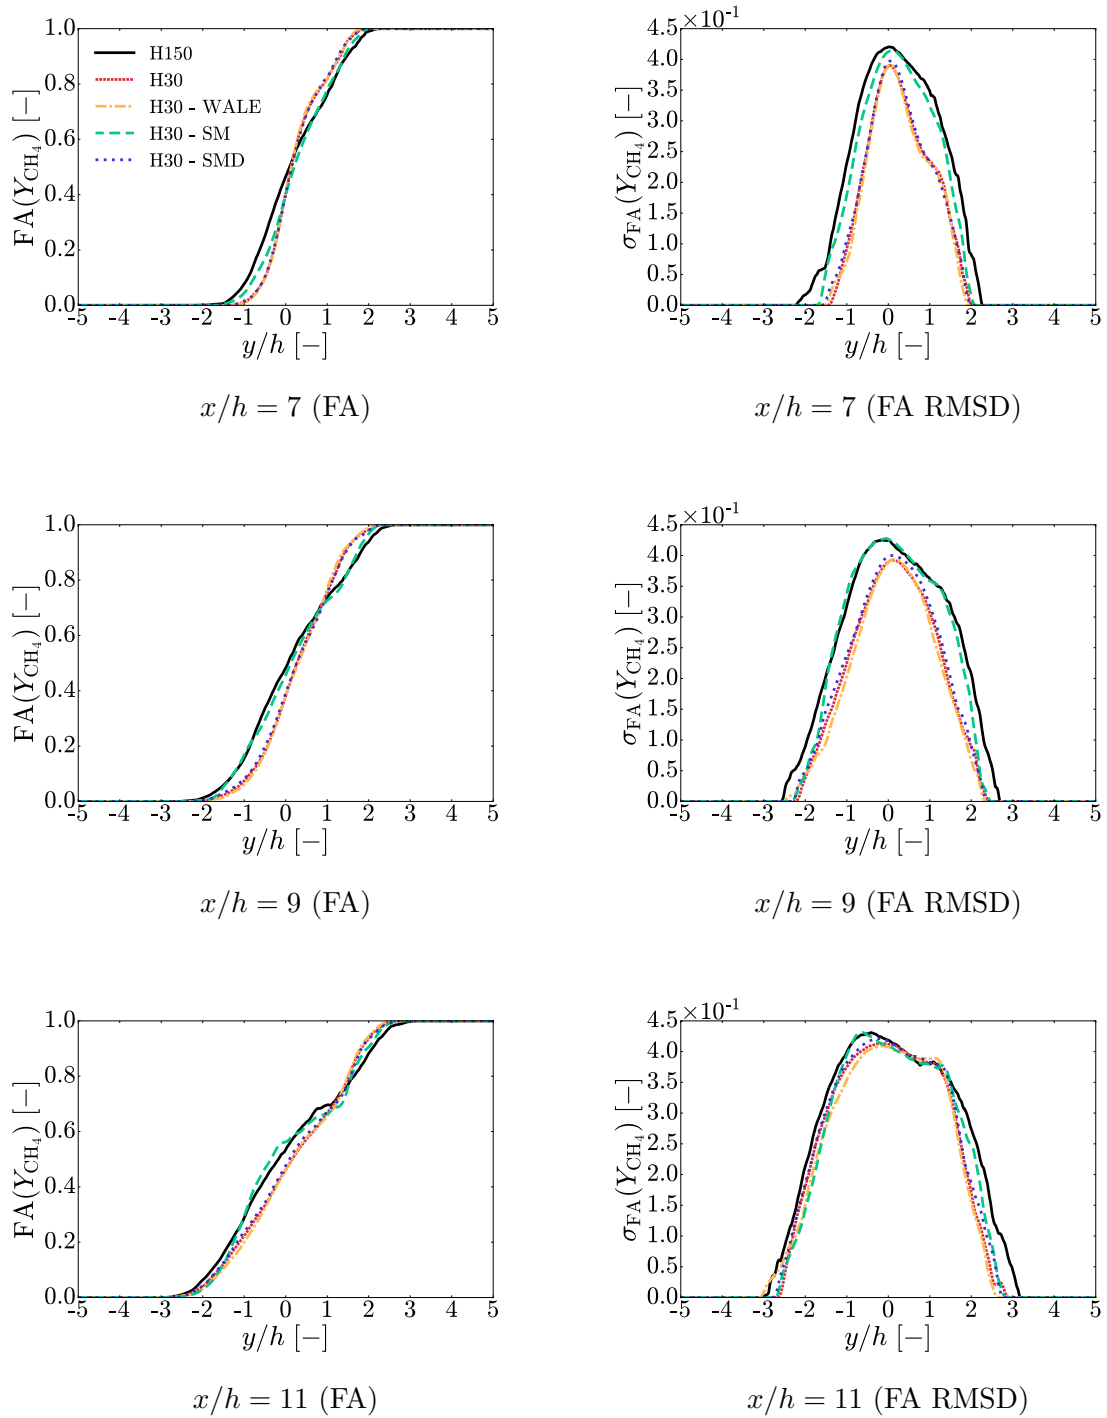 FA(Y_CH4) [−]
1.0
0.8
0.6
0.4
0.2
0.0
H150
H30
H30 - WALE
H30 - SM
H30 - SMD
-5 -4 -3 -2 -1 0 1 2 3 4 5
y/h [−]
x/h = 7 (FA)
×10⁻¹
σ_FA(Y_CH4) [−]
4.5
4.0
3.5
3.0
2.5
2.0
1.5
1.0
0.5
0.0
-5 -4 -3 -2 -1 0 1 2 3 4 5
y/h [−]
x/h = 7 (FA RMSD)
FA(Y_CH4) [−]
1.0
0.8
0.6
0.4
0.2
0.0
-5 -4 -3 -2 -1 0 1 2 3 4 5
y/h [−]
x/h = 9 (FA)
×10⁻¹
σ_FA(Y_CH4) [−]
4.5
4.0
3.5
3.0
2.5
2.0
1.5
1.0
0.5
0.0
-5 -4 -3 -2 -1 0 1 2 3 4 5
y/h [−]
x/h = 9 (FA RMSD)
FA(Y_CH4) [−]
1.0
0.8
0.6
0.4
0.2
0.0
-5 -4 -3 -2 -1 0 1 2 3 4 5
y/h [−]
x/h = 11 (FA)
×10⁻¹
σ_FA(Y_CH4) [−]
4.5
4.0
3.5
3.0
2.5
2.0
1.5
1.0
0.5
0.0
-5 -4 -3 -2 -1 0 1 2 3 4 5
y/h [−]
x/h = 11 (FA RMSD)